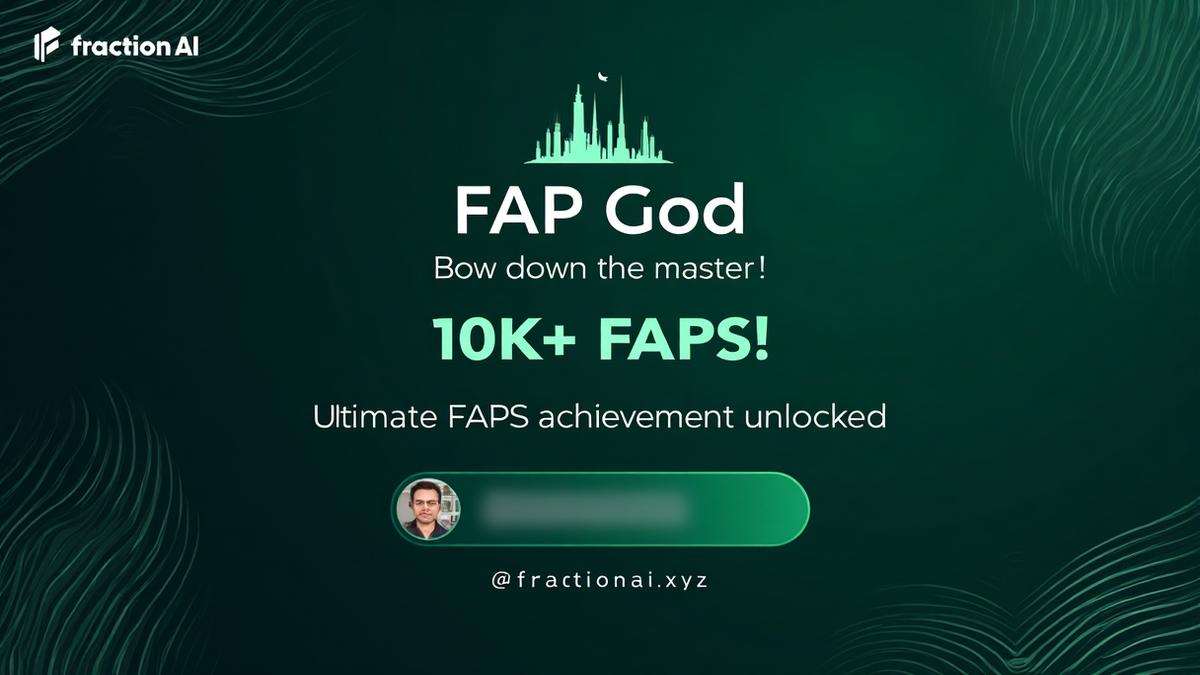 fraction AI
FAP God
Bow down the master!
10K+ FAPS!
Ultimate FAPS achievement unlocked
@fractionai.xyz